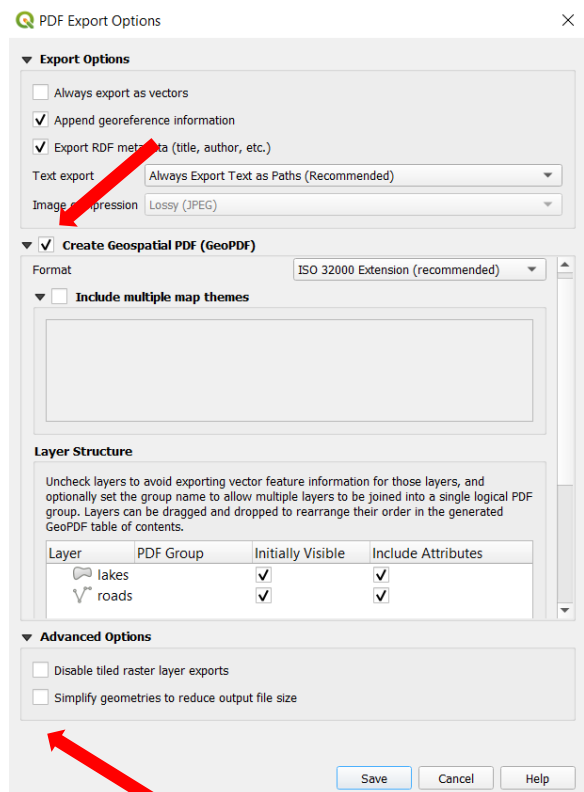 PDF Export Options
Export Options
Always export as vectors
Append georeference information
Export RDF metadata (title, author, etc.)
Text export Always Export Text as Paths (Recommended)
Image compression Lossy (JPEG)
Create Geospatial PDF (GeoPDF)
Format ISO 32000 Extension (recommended)
Include multiple map themes
Layer Structure
Uncheck layers to avoid exporting vector feature information for those layers, and
optionally set the group name to allow multiple layers to be joined into a single logical PDF
group. Layers can be dragged and dropped to rearrange their order in the generated
GeoPDF table of contents.
Layer PDF Group Initially Visible Include Attributes
lakes
roads
Advanced Options
Disable tiled raster layer exports
Simplify geometries to reduce output file size
Save Cancel Help